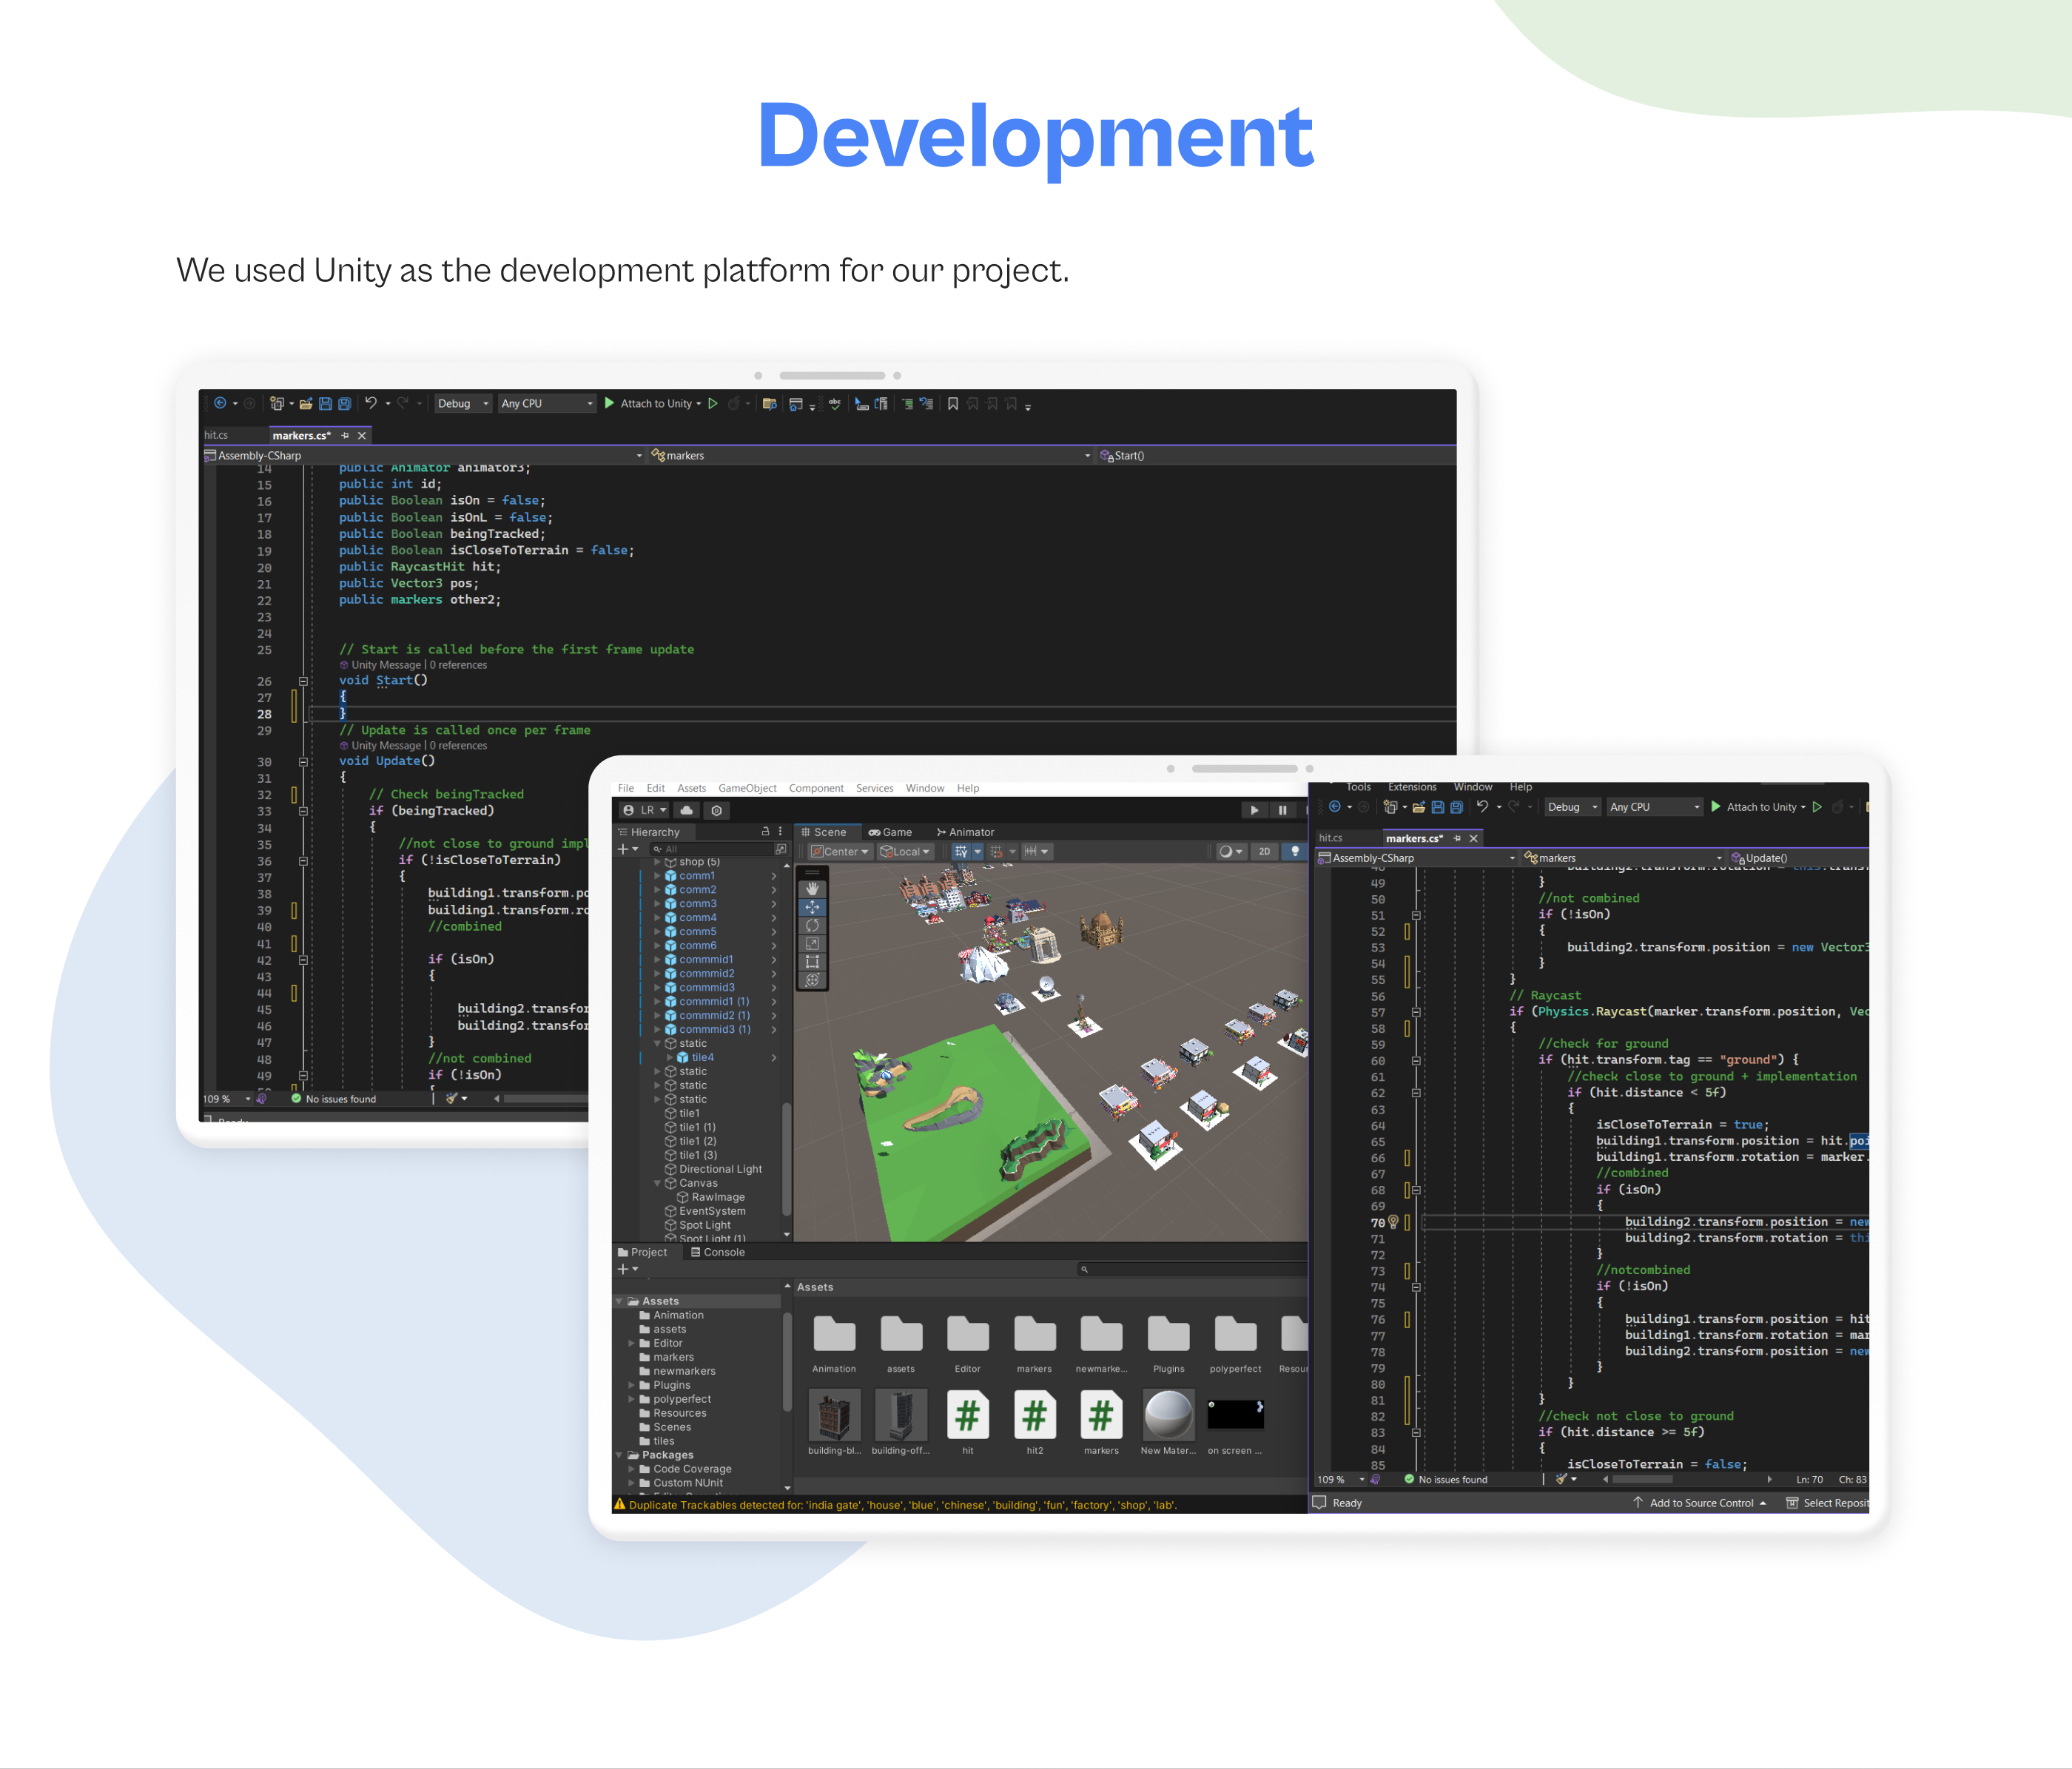 Development
We used Unity as the development platform for our project.
Debug Any CPU Attach to Unity
hit.cs markers.cs*
Assembly-CSharp markers Start()
14 public Animator animator3;
15 public int id;
16 public Boolean isOn = false;
17 public Boolean isOnL = false;
18 public Boolean beingTracked;
19 public Boolean isCloseToTerrain = false;
20 public RaycastHit hit;
21 public Vector3 pos;
22 public markers other2;
23
24
25 // Start is called before the first frame update
Unity Message | 0 references
26 void Start()
27 {
28 }
29 // Update is called once per frame
Unity Message | 0 references
30 void Update()
31 {
32 // Check beingTracked
33 if (beingTracked)
34 {
35 //not close to ground impl
36 if (!isCloseToTerrain)
37 {
38 building1.transform.po
39 building1.transform.ro
40 //combined
41
42 if (isOn)
43 {
44
45 building2.transfor
46 building2.transfor
47 }
48 //not combined
49 if (!isOn)
109 % No issues found
File Edit Assets GameObject Component Services Window Help
LR
Hierarchy
All
shop (5)
comm1
comm2
comm3
comm4
comm5
comm6
commmid1
commmid2
commmid3
commmid1 (1)
commmid2 (1)
commmid3 (1)
static
tile4
static
static
static
tile1
tile1 (1)
tile1 (2)
tile1 (3)
Directional Light
Canvas
RawImage
EventSystem
Spot Light
Spot Light (1)
Scene Game Animator
Center Local 2D
Project Console
Assets
Animation
assets
Editor
markers
newmarkers
Plugins
polyperfect
Resources
Scenes
tiles
Packages
Code Coverage
Custom NUnit
Assets
Animation assets Editor markers newmarke... Plugins polyperfect Resour
building-bl... building-off... hit hit2 markers New Mater... on screen ...
Duplicate Trackables detected for: 'india gate', 'house', 'blue', 'chinese', 'building', 'fun', 'factory', 'shop', 'lab'.
Tools Extensions Window Help
Debug Any CPU Attach to Unity
hit.cs markers.cs*
Assembly-CSharp markers Update()
49 }
50 //not combined
51 if (!isOn)
52 {
53 building2.transform.position = new Vector3
54 }
55 }
56 // Raycast
57 if (Physics.Raycast(marker.transform.position, Vec
58 {
59 //check for ground
60 if (hit.transform.tag == "ground") {
61 //check close to ground + implementation
62 if (hit.distance < 5f)
63 {
64 isCloseToTerrain = true;
65 building1.transform.position = hit.poi
66 building1.transform.rotation = marker.
67 //combined
68 if (isOn)
69 {
70 building2.transform.position = new
71 building2.transform.rotation = thi
72 }
73 //notcombined
74 if (!isOn)
75 {
76 building1.transform.position = hit
77 building1.transform.rotation = mar
78 building2.transform.position = new
79 }
80 }
81 }
82 //check not close to ground
83 if (hit.distance >= 5f)
84 {
85 isCloseToTerrain = false;
109 % No issues found Ln: 70 Ch: 83
Ready Add to Source Control Select Reposit